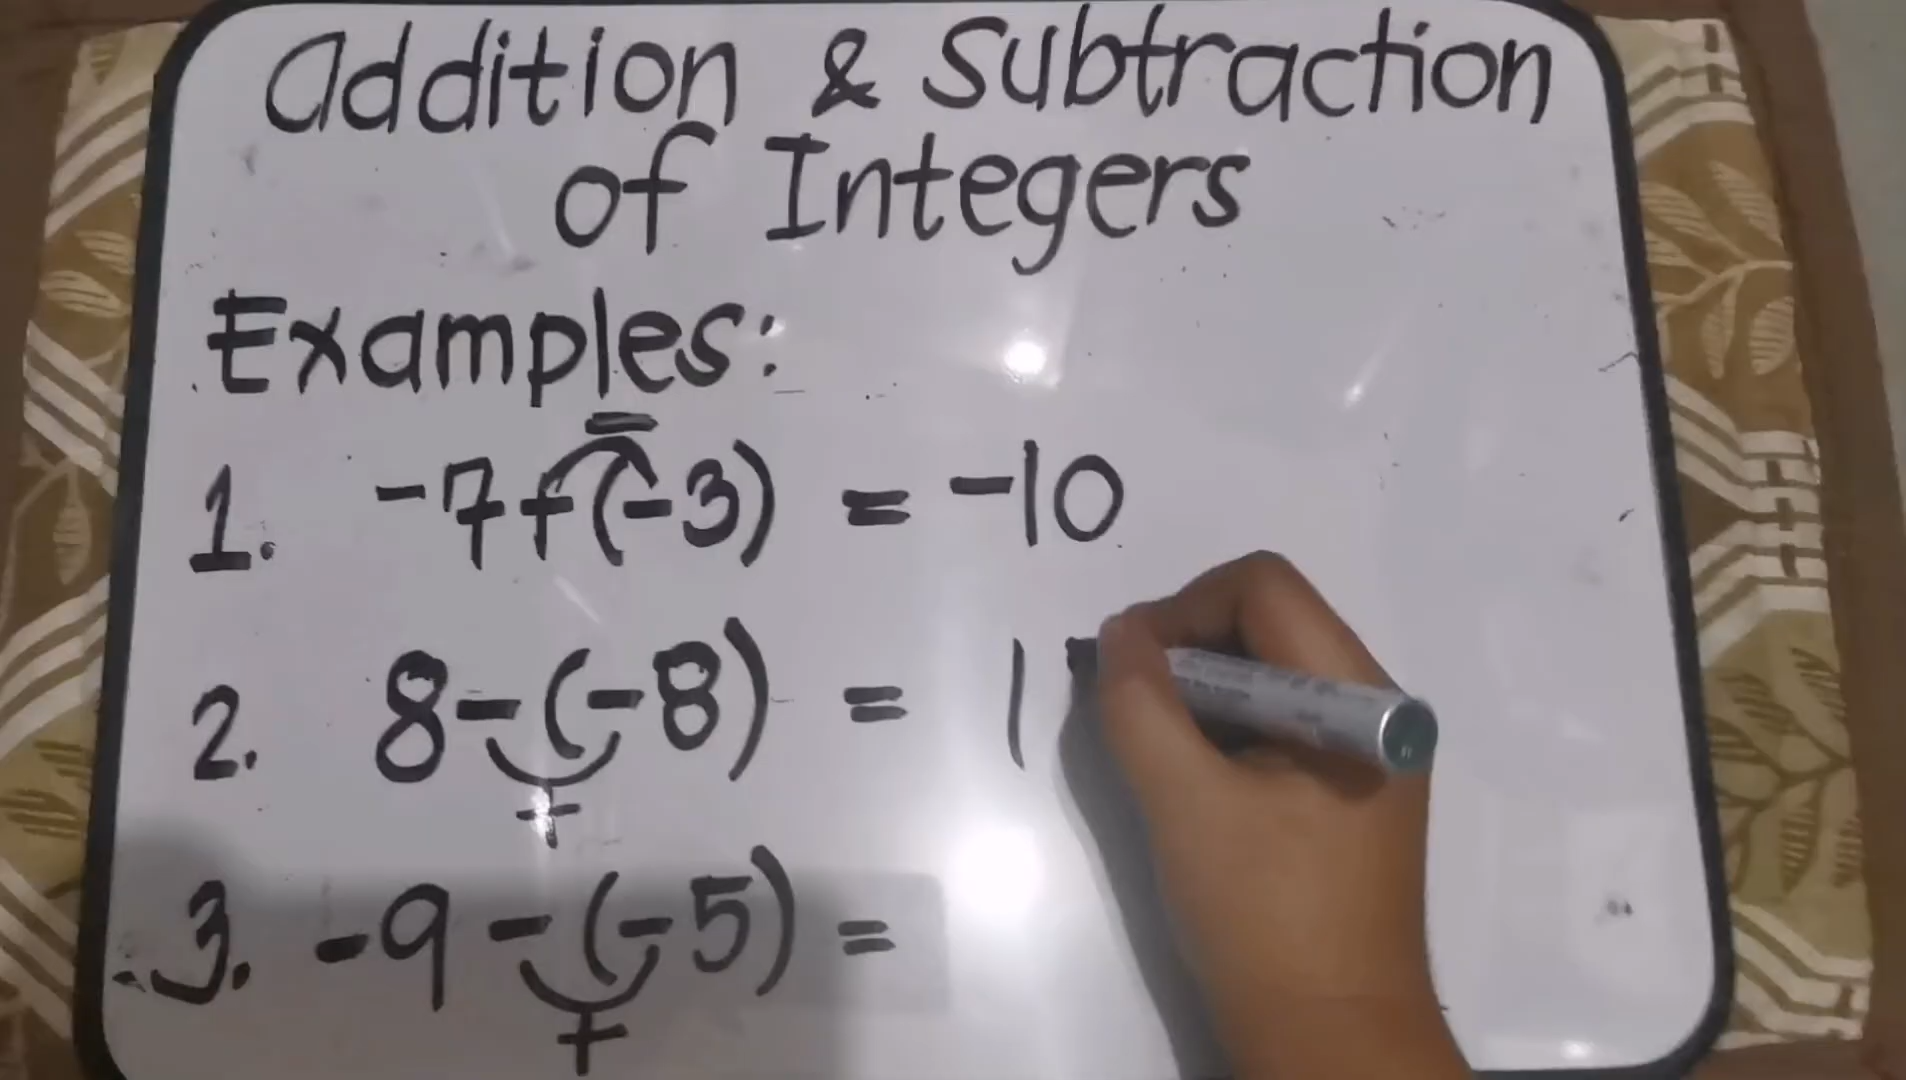 Addition & Subtraction
of Integers
Examples:
=
1. -7+(-3) = -10
2. 8-(-8) = 1
+
3. -9-(-5) =
+